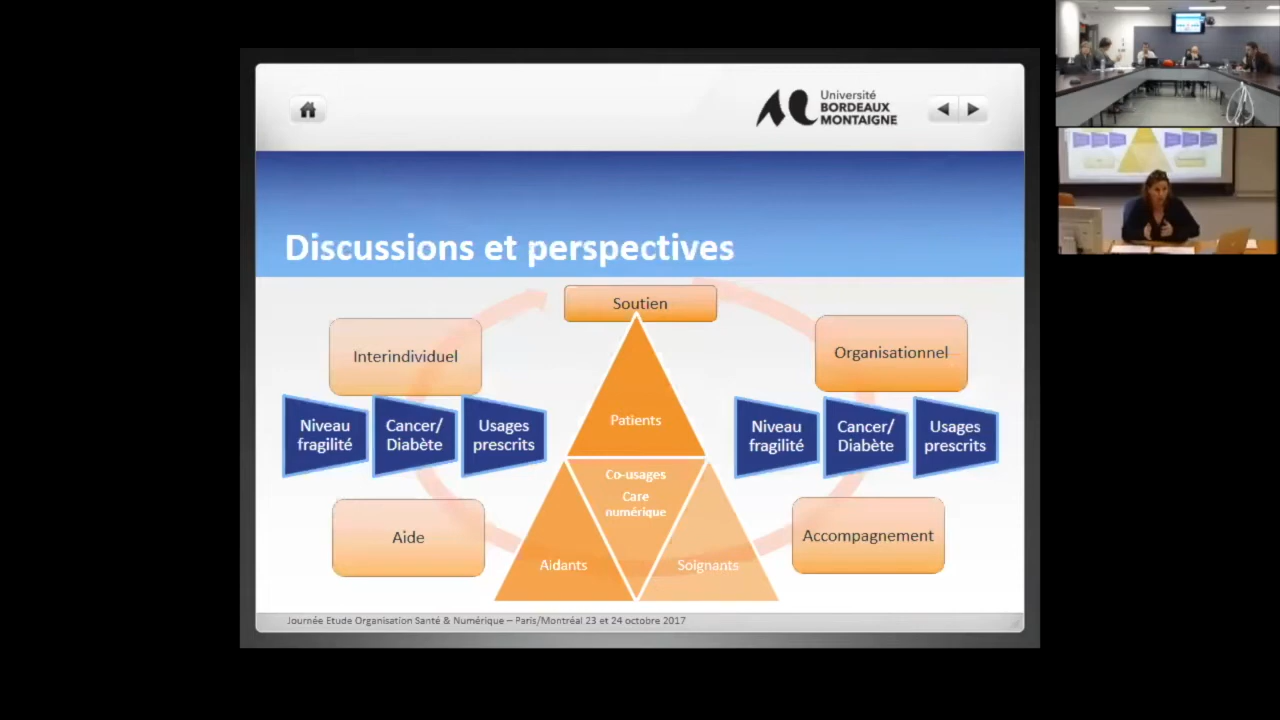 Université
BORDEAUX
MONTAIGNE
Discussions et perspectives
Soutien
Interindividuel
Organisationnel
Niveau
fragilité
Cancer/
Diabète
Usages
prescrits
Patients
Niveau
fragilité
Cancer/
Diabète
Usages
prescrits
Co-usages
Care
numérique
Aide
Accompagnement
Aidants
Soignants
Journée Etude Organisation Santé & Numérique – Paris/Montréal 23 et 24 octobre 2017